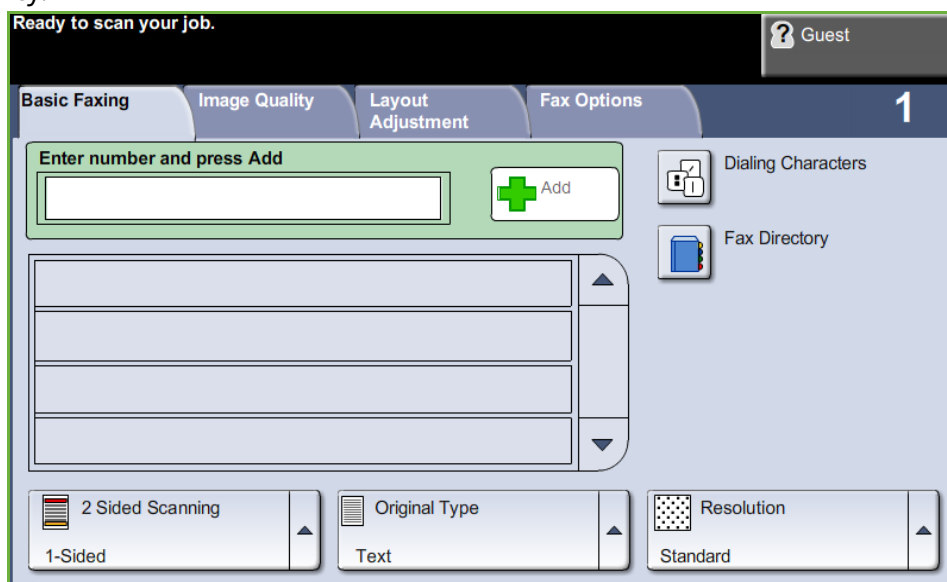 Ready to scan your job.
? Guest
Basic Faxing
Image Quality
Layout
Adjustment
Fax Options
1
Enter number and press Add
Add
Dialing Characters
Fax Directory
2 Sided Scanning
1-Sided
Original Type
Text
Resolution
Standard